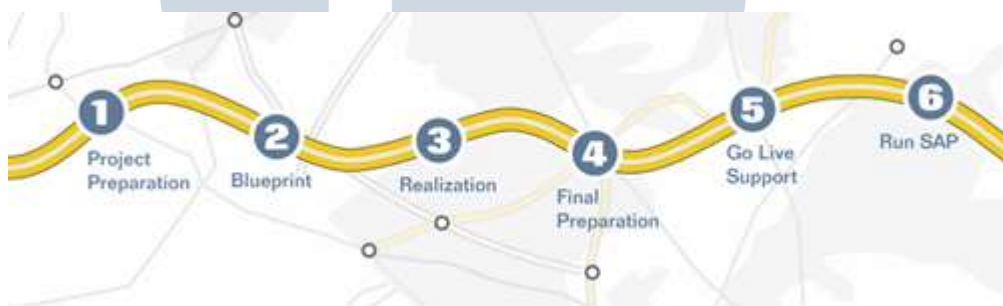 1
Project
Preparation
2
Blueprint
3
Realization
4
Final
Preparation
5
Go Live
Support
6
Run SAP